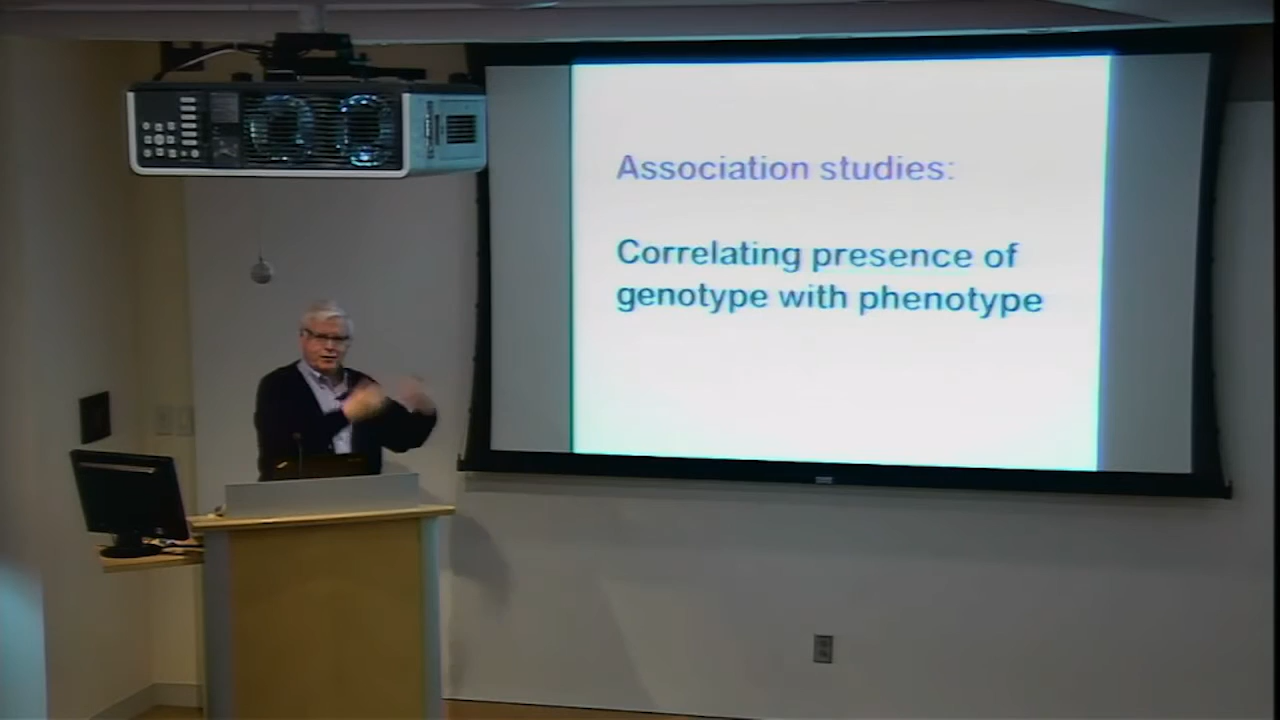 Association studies:
Correlating presence of
genotype with phenotype